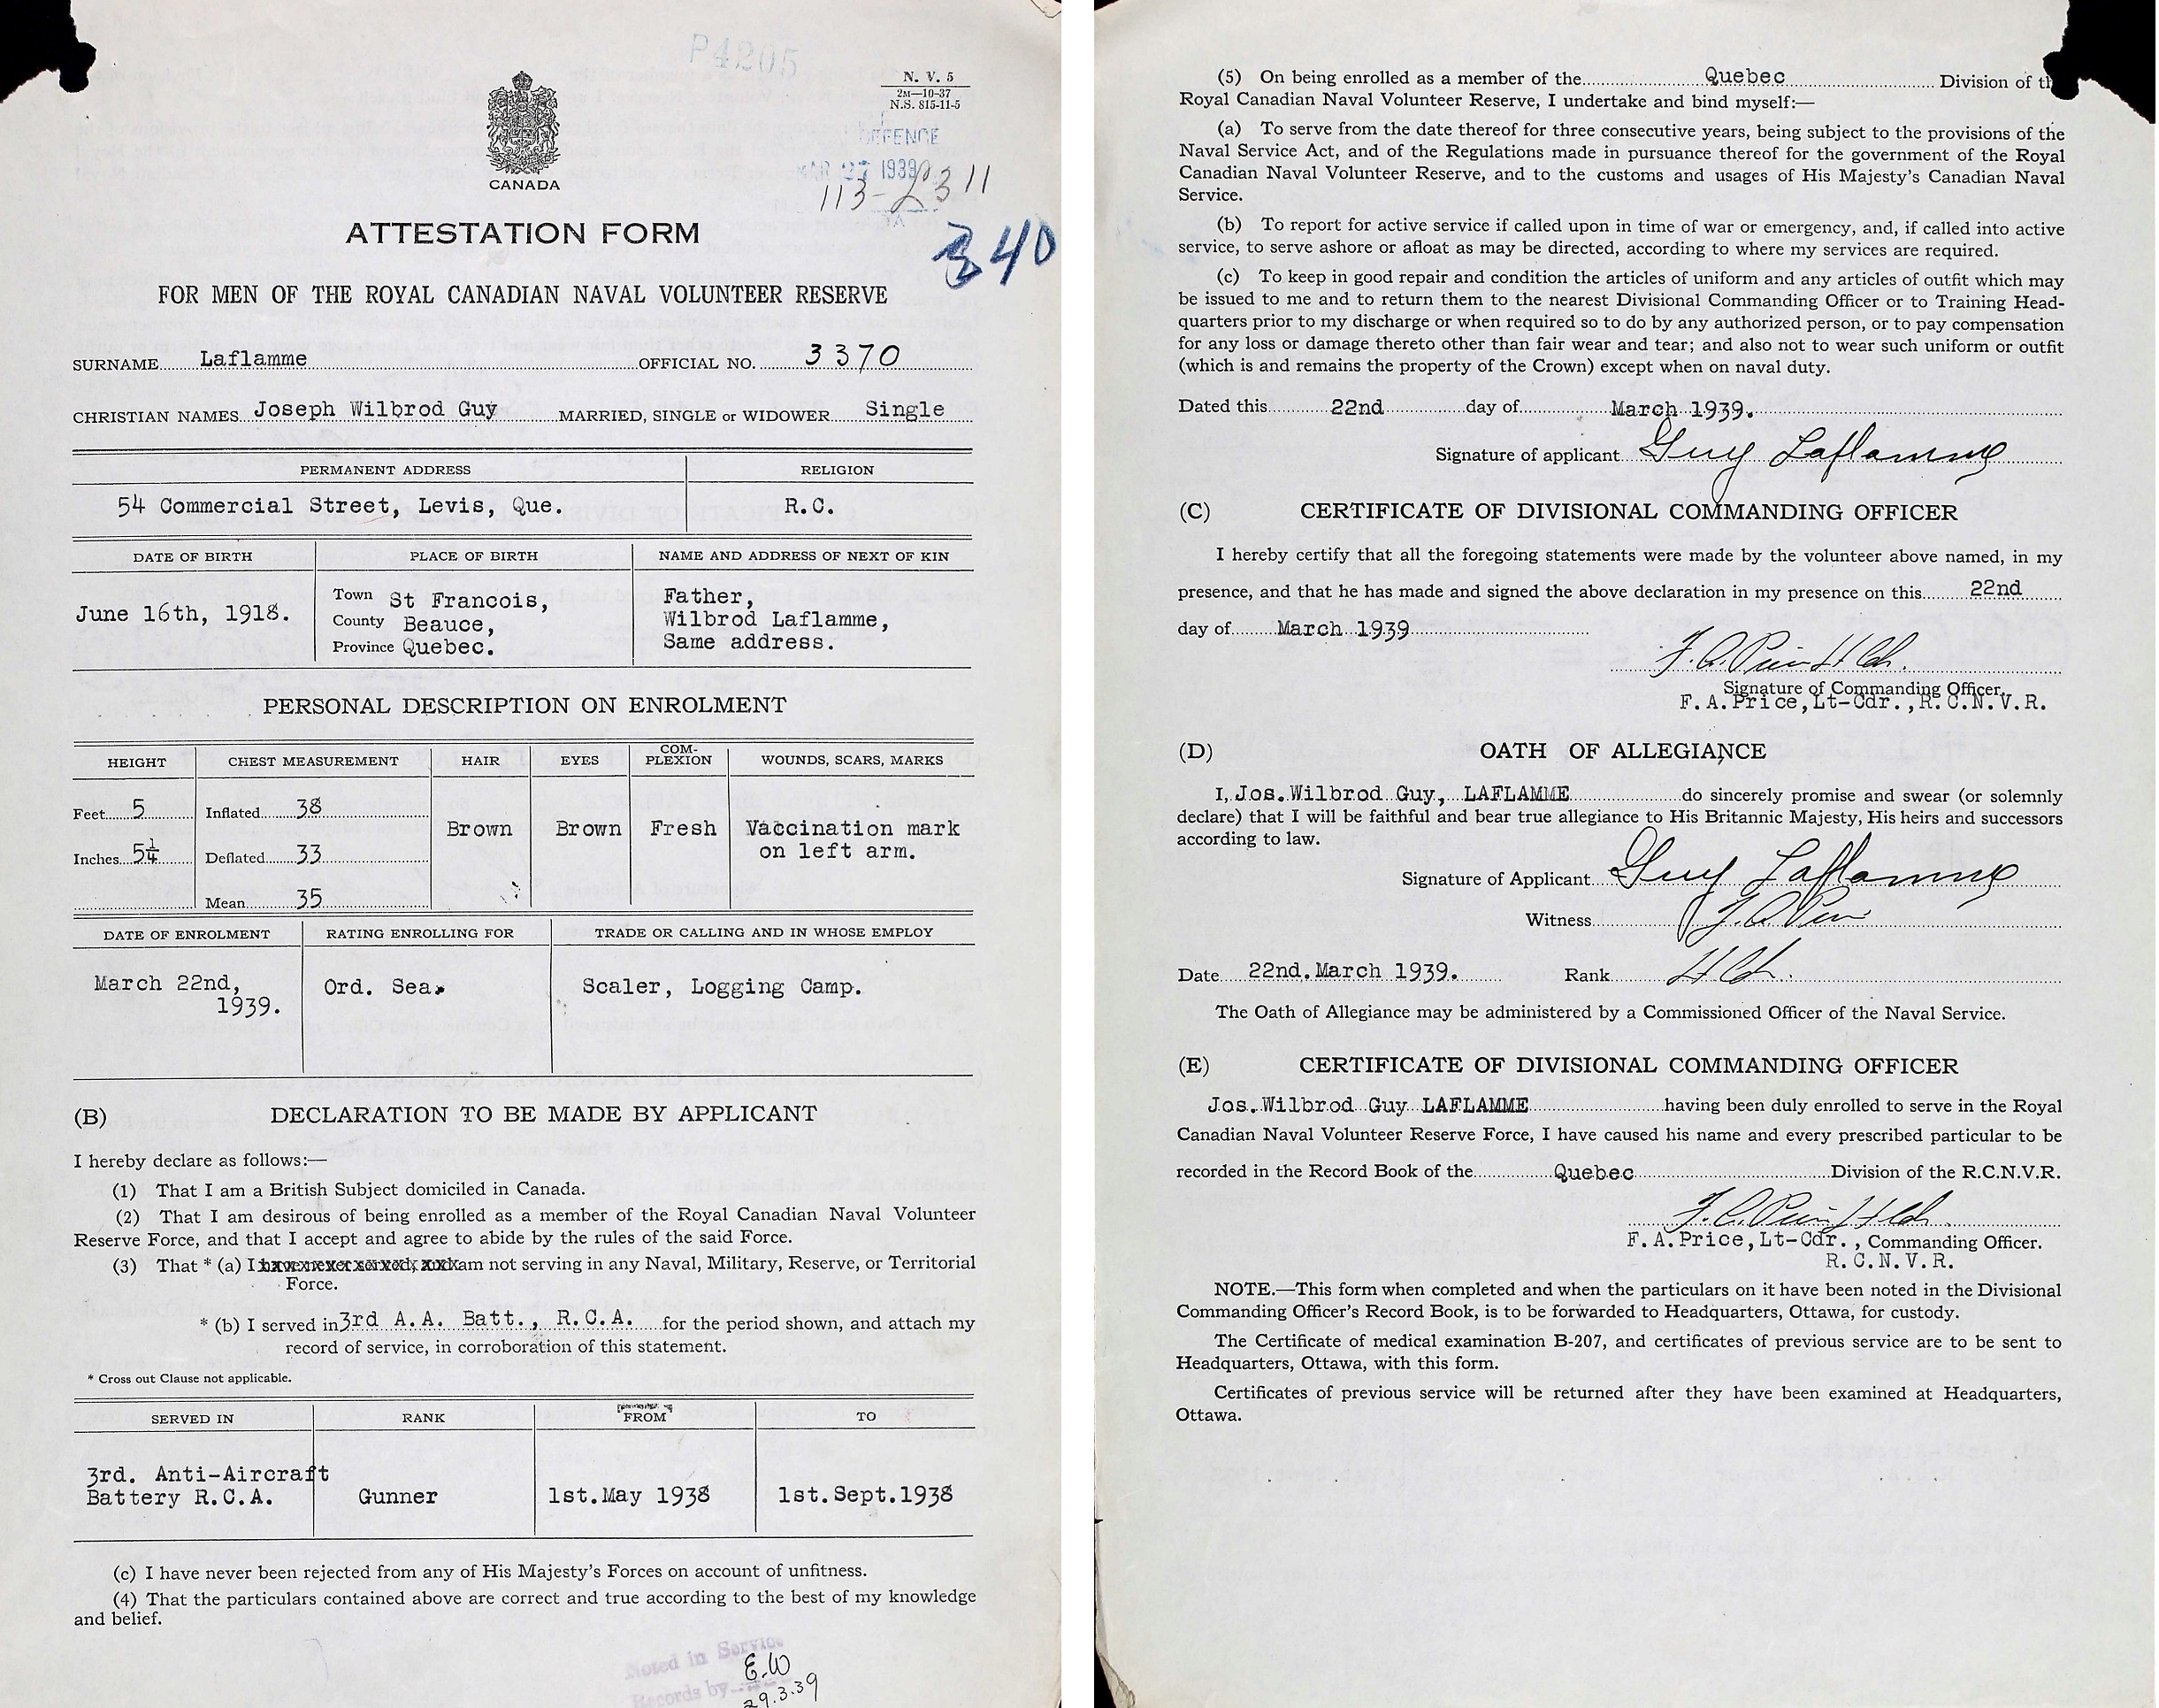 P4205
N. V. 5
2M—10-37
N.S. 815-11-5
DEFENCE
MAR 27 1939
113-L311
CANADA
340
ATTESTATION FORM
FOR MEN OF THE ROYAL CANADIAN NAVAL VOLUNTEER RESERVE
SURNAME Laflamme OFFICIAL NO. 3370
CHRISTIAN NAMES Joseph Wilbrod Guy MARRIED, SINGLE or WIDOWER Single
PERMANENT ADDRESS RELIGION
54 Commercial Street, Levis, Que. R.C.
DATE OF BIRTH PLACE OF BIRTH NAME AND ADDRESS OF NEXT OF KIN
June 16th, 1918.
Town St Francois,
County Beauce,
Province Quebec.
Father,
Wilbrod Laflamme,
Same address.
PERSONAL DESCRIPTION ON ENROLMENT
HEIGHT CHEST MEASUREMENT HAIR EYES COM-PLEXION WOUNDS, SCARS, MARKS
Feet 5 Inflated 38
Brown Brown Fresh Vaccination mark
on left arm.
Inches 5¼ Deflated 33
Mean 35
DATE OF ENROLMENT RATING ENROLLING FOR TRADE OR CALLING AND IN WHOSE EMPLOY
March 22nd,
1939.
Ord. Sea. Scaler, Logging Camp.
(B) DECLARATION TO BE MADE BY APPLICANT
I hereby declare as follows:—
(1) That I am a British Subject domiciled in Canada.
(2) That I am desirous of being enrolled as a member of the Royal Canadian Naval Volunteer
Reserve Force, and that I accept and agree to abide by the rules of the said Force.
(3) That * (a) I have never served, and am not serving in any Naval, Military, Reserve, or Territorial
Force.
* (b) I served in 3rd A.A. Batt., R.C.A. for the period shown, and attach my
record of service, in corroboration of this statement.
* Cross out Clause not applicable.
SERVED IN RANK FROM TO
3rd. Anti-Aircraft
Battery R.C.A. Gunner 1st.May 1938 1st.Sept.1938
(c) I have never been rejected from any of His Majesty's Forces on account of unfitness.
(4) That the particulars contained above are correct and true according to the best of my knowledge
and belief.
Noted in Service
Records by
E.W
29.3.39
(5) On being enrolled as a member of the Quebec Division of th
Royal Canadian Naval Volunteer Reserve, I undertake and bind myself:—
(a) To serve from the date thereof for three consecutive years, being subject to the provisions of the
Naval Service Act, and of the Regulations made in pursuance thereof for the government of the Royal
Canadian Naval Volunteer Reserve, and to the customs and usages of His Majesty's Canadian Naval
Service.
(b) To report for active service if called upon in time of war or emergency, and, if called into active
service, to serve ashore or afloat as may be directed, according to where my services are required.
(c) To keep in good repair and condition the articles of uniform and any articles of outfit which may
be issued to me and to return them to the nearest Divisional Commanding Officer or to Training Head-
quarters prior to my discharge or when required so to do by any authorized person, or to pay compensation
for any loss or damage thereto other than fair wear and tear; and also not to wear such uniform or outfit
(which is and remains the property of the Crown) except when on naval duty.
Dated this 22nd day of March 1939.
Signature of applicant Guy Laflamme
(C) CERTIFICATE OF DIVISIONAL COMMANDING OFFICER
I hereby certify that all the foregoing statements were made by the volunteer above named, in my
presence, and that he has made and signed the above declaration in my presence on this 22nd
day of March 1939
F.A. Price Lt Cdr.
Signature of Commanding Officer.
F.A.Price,Lt-Cdr.,R.C.N.V.R.
(D) OATH OF ALLEGIANCE
I, Jos. Wilbrod Guy, LAFLAMME do sincerely promise and swear (or solemnly
declare) that I will be faithful and bear true allegiance to His Britannic Majesty, His heirs and successors
according to law.
Signature of Applicant Guy Laflamme
Witness F.A. Price
Date 22nd. March 1939. Rank Lt Cdr.
The Oath of Allegiance may be administered by a Commissioned Officer of the Naval Service.
(E) CERTIFICATE OF DIVISIONAL COMMANDING OFFICER
Jos. Wilbrod Guy LAFLAMME having been duly enrolled to serve in the Royal
Canadian Naval Volunteer Reserve Force, I have caused his name and every prescribed particular to be
recorded in the Record Book of the Quebec Division of the R.C.N.V.R.
F.A. Price Lt Cdr.
F.A.Price,Lt-Cdr., Commanding Officer.
R.C.N.V.R.
NOTE.—This form when completed and when the particulars on it have been noted in the Divisional
Commanding Officer's Record Book, is to be forwarded to Headquarters, Ottawa, for custody.
The Certificate of medical examination B-207, and certificates of previous service are to be sent to
Headquarters, Ottawa, with this form.
Certificates of previous service will be returned after they have been examined at Headquarters,
Ottawa.